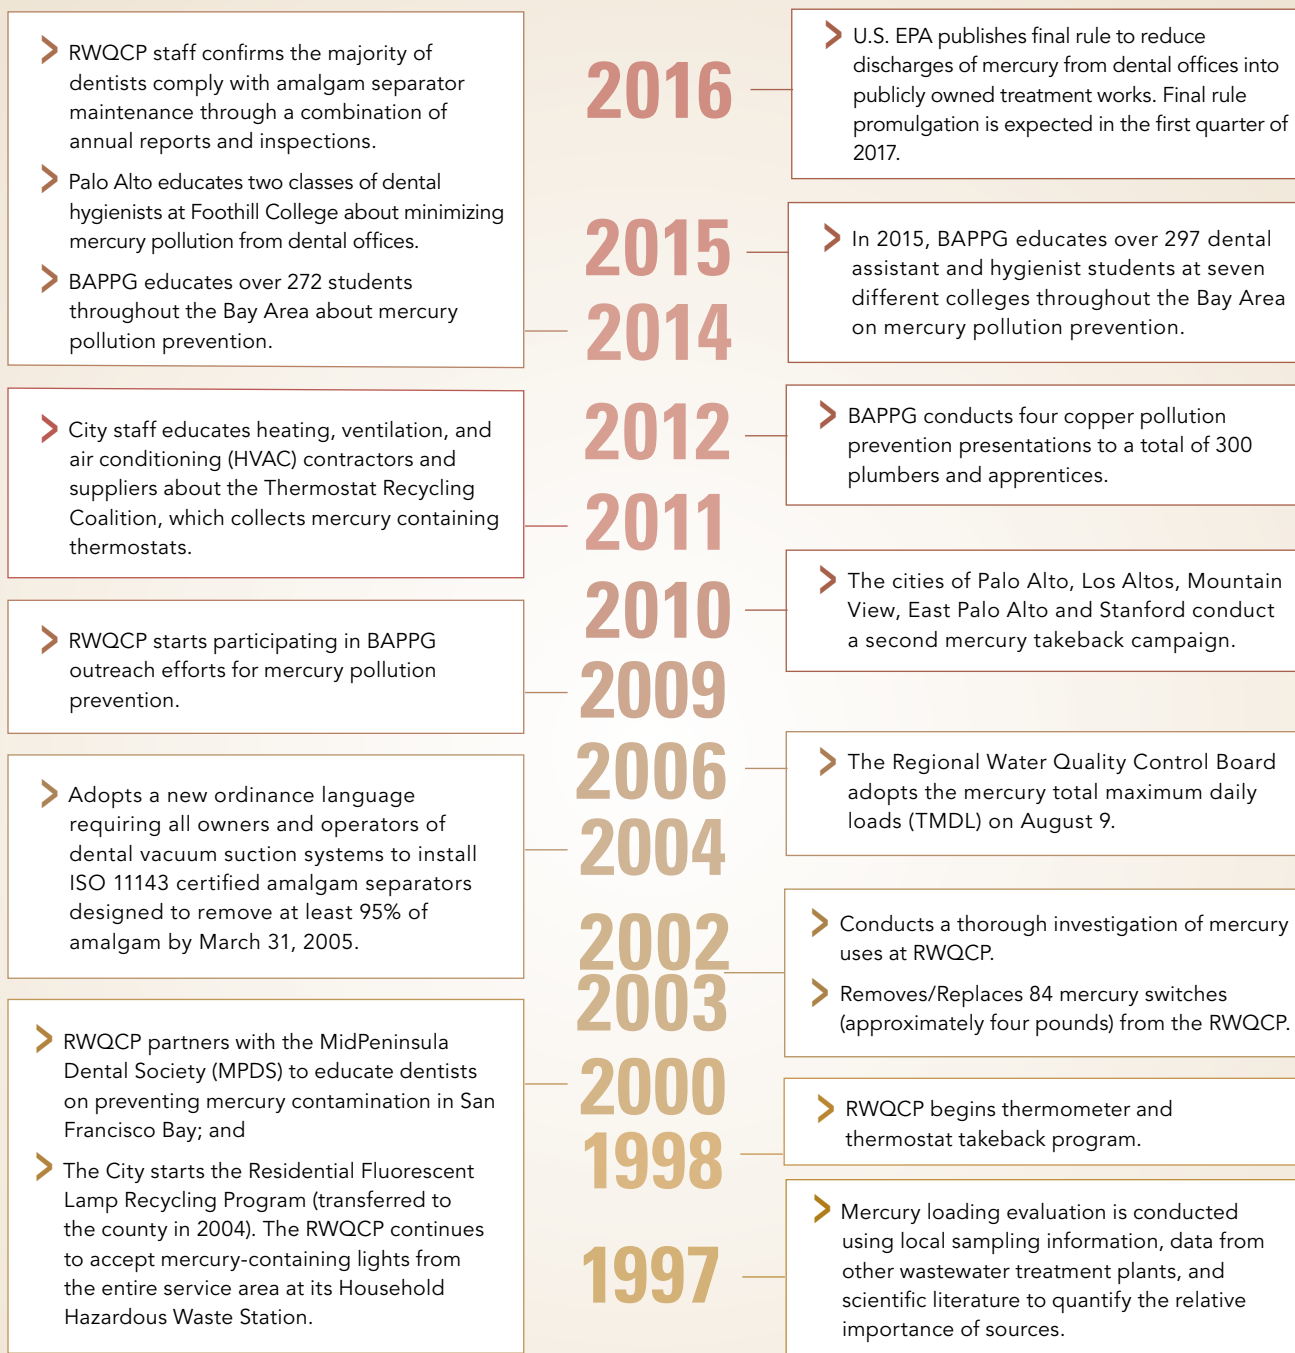 2016
U.S. EPA publishes final rule to reduce
discharges of mercury from dental offices into
publicly owned treatment works. Final rule
promulgation is expected in the first quarter of
2017.
2015
In 2015, BAPPG educates over 297 dental
assistant and hygienist students at seven
different colleges throughout the Bay Area
on mercury pollution prevention.
2014
RWQCP staff confirms the majority of
dentists comply with amalgam separator
maintenance through a combination of
annual reports and inspections.
Palo Alto educates two classes of dental
hygienists at Foothill College about minimizing
mercury pollution from dental offices.
BAPPG educates over 272 students
throughout the Bay Area about mercury
pollution prevention.
2012
BAPPG conducts four copper pollution
prevention presentations to a total of 300
plumbers and apprentices.
2011
City staff educates heating, ventilation, and
air conditioning (HVAC) contractors and
suppliers about the Thermostat Recycling
Coalition, which collects mercury containing
thermostats.
2010
The cities of Palo Alto, Los Altos, Mountain
View, East Palo Alto and Stanford conduct
a second mercury takeback campaign.
2009
RWQCP starts participating in BAPPG
outreach efforts for mercury pollution
prevention.
2006
The Regional Water Quality Control Board
adopts the mercury total maximum daily
loads (TMDL) on August 9.
2004
Adopts a new ordinance language
requiring all owners and operators of
dental vacuum suction systems to install
ISO 11143 certified amalgam separators
designed to remove at least 95% of
amalgam by March 31, 2005.
2002
2003
Conducts a thorough investigation of mercury
uses at RWQCP.
Removes/Replaces 84 mercury switches
(approximately four pounds) from the RWQCP.
2000
RWQCP partners with the MidPeninsula
Dental Society (MPDS) to educate dentists
on preventing mercury contamination in San
Francisco Bay; and
The City starts the Residential Fluorescent
Lamp Recycling Program (transferred to
the county in 2004). The RWQCP continues
to accept mercury-containing lights from
the entire service area at its Household
Hazardous Waste Station.
1998
RWQCP begins thermometer and
thermostat takeback program.
1997
Mercury loading evaluation is conducted
using local sampling information, data from
other wastewater treatment plants, and
scientific literature to quantify the relative
importance of sources.